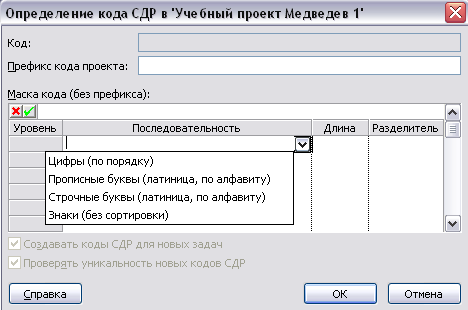 Определение кода СДР в "Учебный проект Медведев 1"
Код:
Префикс кода проекта:
Маска кода (без префикса):
Уровень Последовательность Длина Разделитель
Цифры (по порядку)
Прописные буквы (латиница, по алфавиту)
Строчные буквы (латиница, по алфавиту)
Знаки (без сортировки)
Создавать коды СДР для новых задач
Проверять уникальность новых кодов СДР
Справка ОК Отмена